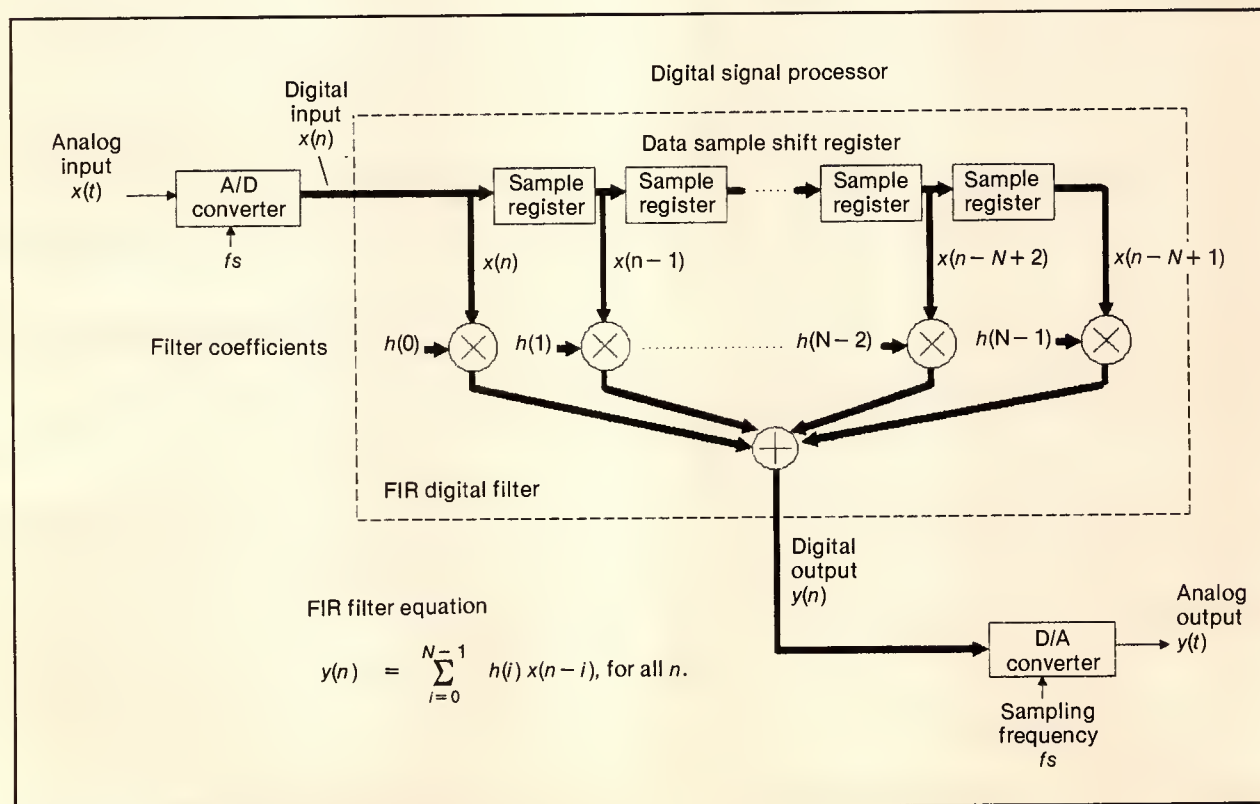 Digital signal processor
Digital
input
x(n)
Analog
input
x(t)
Data sample shift register
A/D
converter
Sample
register
Sample
register
.....
Sample
register
Sample
register
fs
x(n)
x(n – 1)
x(n – N + 2)
x(n – N + 1)
Filter coefficients
h(0)
h(1)
h(N – 2)
h(N – 1)
FIR digital filter
Digital
output
y(n)
FIR filter equation
y(n) = N – 1 ∑ i = 0 h(i) x(n – i), for all n.
D/A
converter
Analog
output
y(t)
Sampling
frequency
fs